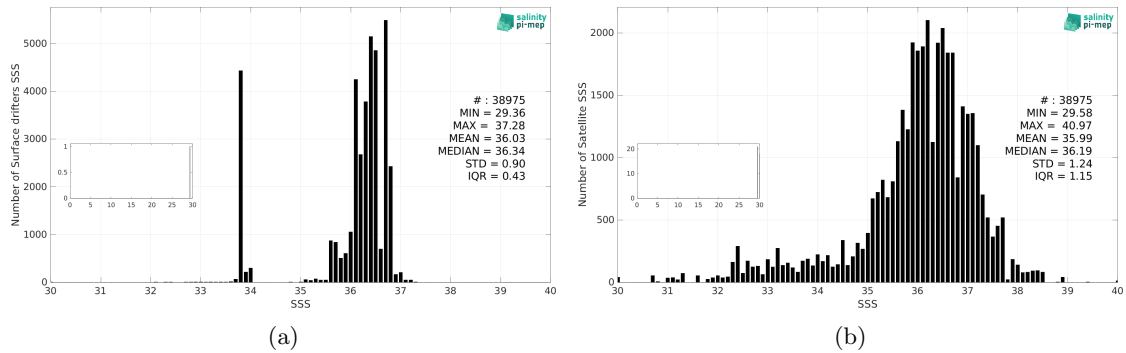 salinity
pi-mep
5000
4000
3000
2000
1000
0
Number of Surface drifters SSS
# : 38975
MIN = 29.36
MAX = 37.28
MEAN = 36.03
MEDIAN = 36.34
STD = 0.90
IQR = 0.43
1
0.5
0
0 5 10 15 20 25 30
30 31 32 33 34 35 36 37 38 39 40
SSS
(a)
salinity
pi-mep
2000
1500
1000
500
0
Number of Satellite SSS
# : 38975
MIN = 29.58
MAX = 40.97
MEAN = 35.99
MEDIAN = 36.19
STD = 1.24
IQR = 1.15
20
10
0
0 5 10 15 20 25 30
30 31 32 33 34 35 36 37 38 39 40
SSS
(b)